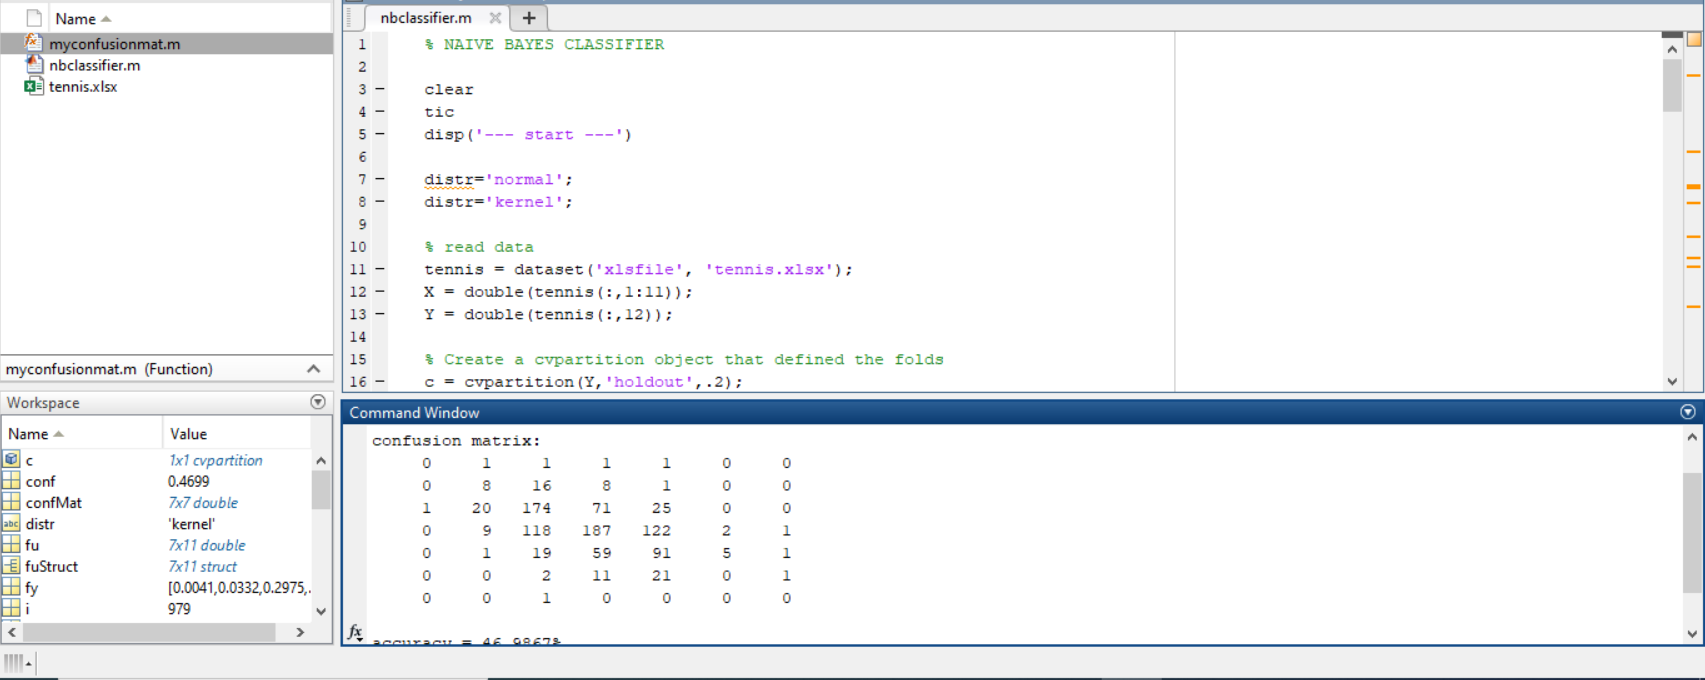 Name
myconfusionmat.m
nbclassifier.m
tennis.xlsx
myconfusionmat.m (Function)
Workspace
Name Value
c 1x1 cvpartition
conf 0.4699
confMat 7x7 double
distr 'kernel'
fu 7x11 double
fuStruct 7x11 struct
fy [0.0041,0.0332,0.2975,.
i 979
nbclassifier.m
1 % NAIVE BAYES CLASSIFIER
2
3 clear
4 tic
5 disp('--- start ---')
6
7 distr='normal';
8 distr='kernel';
9
10 % read data
11 tennis = dataset('xlsfile', 'tennis.xlsx');
12 X = double(tennis(:,1:11));
13 Y = double(tennis(:,12));
14
15 % Create a cvpartition object that defined the folds
16 c = cvpartition(Y,'holdout',.2);
Command Window
confusion matrix:
0 1 1 1 1 0 0
0 8 16 8 1 0 0
1 20 174 71 25 0 0
0 9 118 187 122 2 1
0 1 19 59 91 5 1
0 0 2 11 21 0 1
0 0 1 0 0 0 0
fx accuracy = 46.9867%